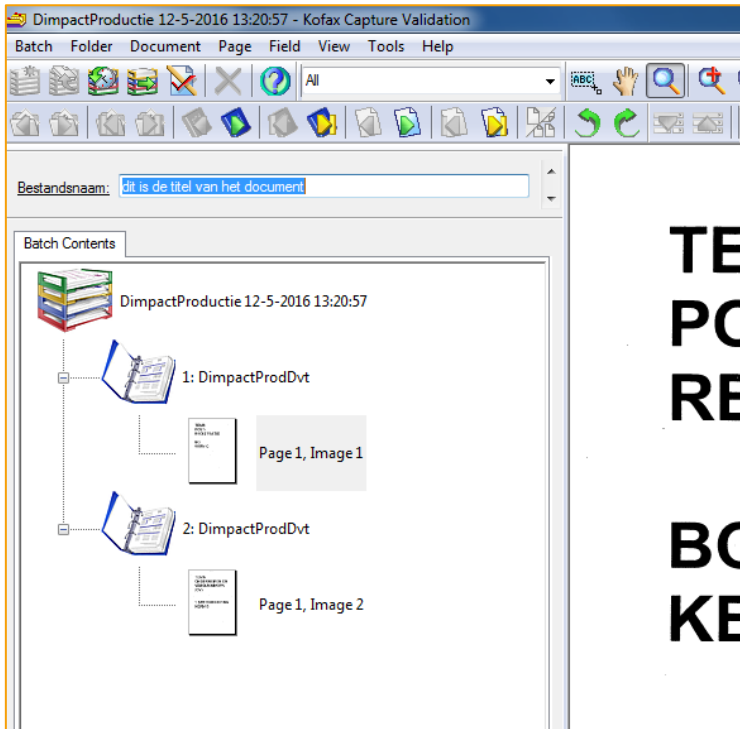 DimpactProductie 12-5-2016 13:20:57 - Kofax Capture Validation
Batch Folder Document Page Field View Tools Help
All
ABC
Bestandsnaam: dit is de titel van het document
Batch Contents
DimpactProductie 12-5-2016 13:20:57
1: DimpactProdDvt
Page 1, Image 1
2: DimpactProdDvt
Page 1, Image 2
TE
PO
RE
BO
KE